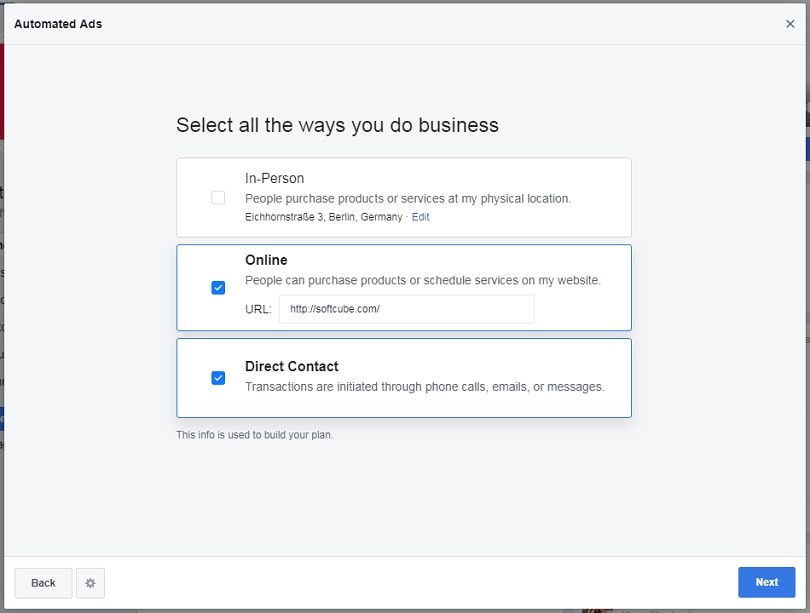 Automated Ads
Select all the ways you do business
In-Person
People purchase products or services at my physical location.
Eichhornstraße 3, Berlin, Germany · Edit
Online
People can purchase products or schedule services on my website.
URL: http://softcube.com/
Direct Contact
Transactions are initiated through phone calls, emails, or messages.
This info is used to build your plan.
Back
Next